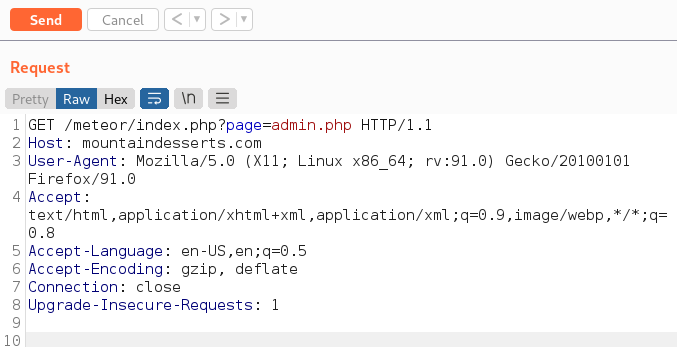 Send Cancel < ▼ > ▼
Request
Pretty Raw Hex \n
1 GET /meteor/index.php?page=admin.php HTTP/1.1
2 Host: mountaindesserts.com
3 User-Agent: Mozilla/5.0 (X11; Linux x86_64; rv:91.0) Gecko/20100101
Firefox/91.0
4 Accept:
text/html,application/xhtml+xml,application/xml;q=0.9,image/webp,*/*;q=
0.8
5 Accept-Language: en-US,en;q=0.5
6 Accept-Encoding: gzip, deflate
7 Connection: close
8 Upgrade-Insecure-Requests: 1
9
10